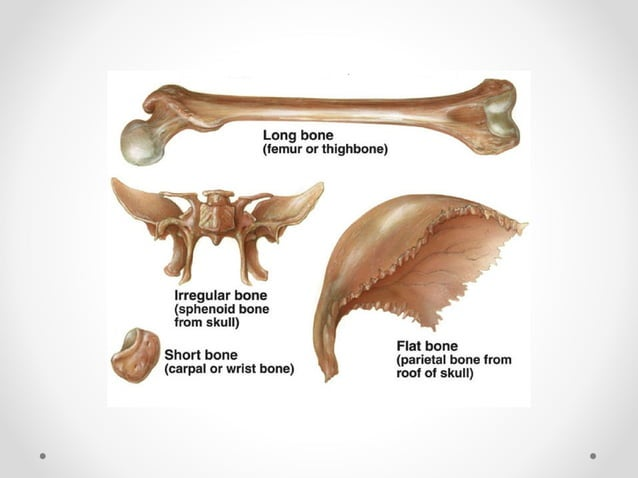 Long bone
(femur or thighbone)
Irregular bone
(sphenoid bone
from skull)
Short bone
(carpal or wrist bone)
Flat bone
(parietal bone from
roof of skull)